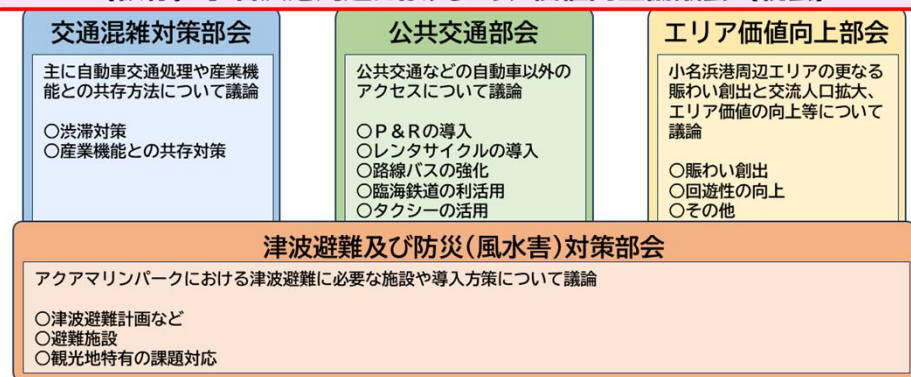 交通混雑対策部会
主に自動車交通処理や産業機
能との共存方法について議論
○渋滞対策
○産業機能との共存対策
公共交通部会
公共交通などの自動車以外の
アクセスについて議論
○P&Rの導入
○レンタサイクルの導入
○路線バスの強化
○臨海鉄道の利活用
○タクシーの活用
エリア価値向上部会
小名浜港周辺エリアの更なる
賑わい創出と交流人口拡大、
エリア価値の向上等について
議論
○賑わい創出
○回遊性の向上
○その他
津波避難及び防災(風水害)対策部会
アクアマリンパークにおける津波避難に必要な施設や導入方策について議論
○津波避難計画など
○避難施設
○観光地特有の課題対応